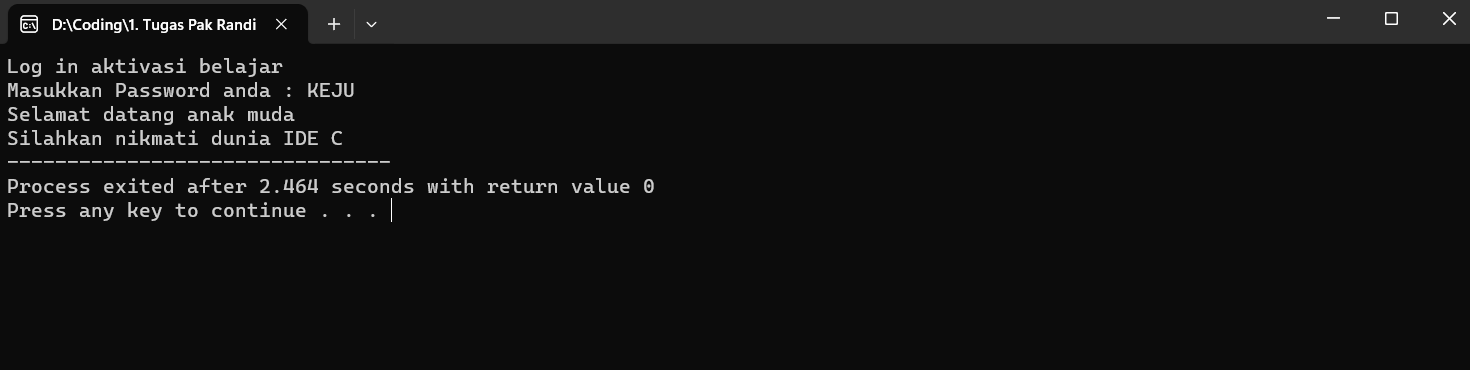 D:\Coding\1. Tugas Pak Randi
Log in aktivasi belajar
Masukkan Password anda : KEJU
Selamat datang anak muda
Silahkan nikmati dunia IDE C
--------------------------------
Process exited after 2.464 seconds with return value 0
Press any key to continue . . .